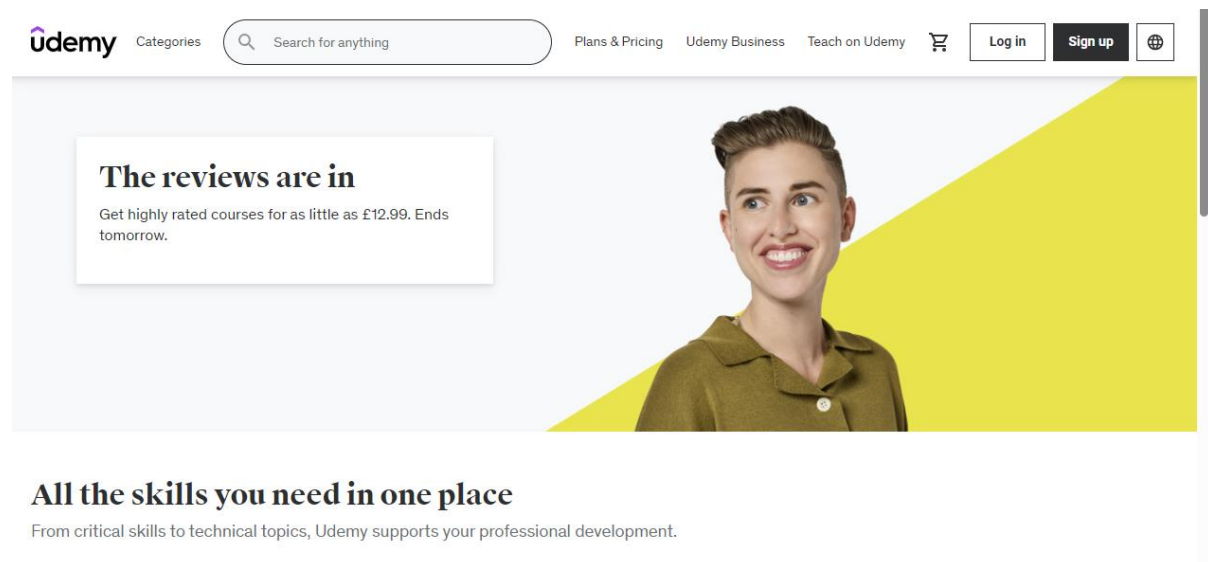 ûdemy Categories Search for anything Plans & Pricing Udemy Business Teach on Udemy Log in Sign up
The reviews are in
Get highly rated courses for as little as £12.99. Ends
tomorrow.
All the skills you need in one place
From critical skills to technical topics, Udemy supports your professional development.